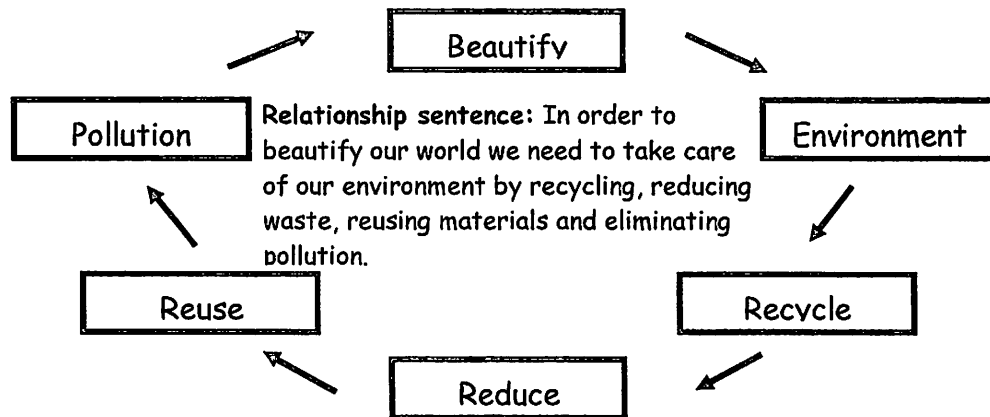 Beautify
Pollution
Environment
Relationship sentence: In order to
beautify our world we need to take care
of our environment by recycling, reducing
waste, reusing materials and eliminating
pollution.
Reuse
Recycle
Reduce